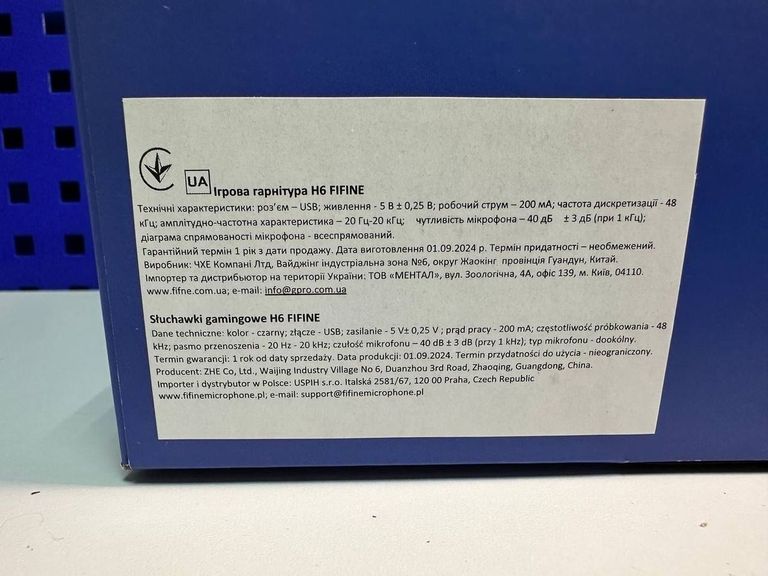 UA Ігрова гарнітура H6 FIFINE
Технічні характеристики: роз'єм – USB; живлення - 5 В ± 0,25 В; робочий струм – 200 мА; частота дискретизації - 48
кГц; амплітудно-частотна характеристика – 20 Гц-20 кГц; чутливість мікрофона – 40 дБ ± 3 дБ (при 1 кГц);
діаграма спрямованості мікрофона - всеспрямований.
Гарантійний термін 1 рік з дати продажу. Дата виготовлення 01.09.2024 р. Термін придатності – необмежений.
Виробник: ЧХЕ Компані Лтд, Вайджінг індустріальна зона №6, округ Жаокінг провінція Гуандун, Китай.
Імпортер та дистрибьютор на території України: ТОВ «МЕНТАЛ», вул. Зоологічна, 4А, офіс 139, м. Київ, 04110.
www.fifne.com.ua; e-mail: info@gpro.com.ua
Słuchawki gamingowe H6 FIFINE
Dane techniczne: kolor - czarny; złącze - USB; zasilanie - 5 V± 0,25 V ; prąd pracy - 200 mA; częstotliwość próbkowania - 48
kHz; pasmo przenoszenia - 20 Hz - 20 kHz; czułość mikrofonu – 40 dB ± 3 dB (przy 1 kHz); typ mikrofonu - dookólny.
Termin gwarancji: 1 rok od daty sprzedaży. Data produkcji: 01.09.2024. Termin przydatności do użycia - nieograniczony.
Producent: ZHE Co, Ltd., Waijing Industry Village No 6, Duanzhou 3rd Road, Zhaoqing, Guangdong, China.
Importer i dystrybutor w Polsce: USPIH s.r.o. Italská 2581/67, 120 00 Praha, Czech Republic
www.fifinemicrophone.pl; e-mail: support@fifinemicrophone.pl